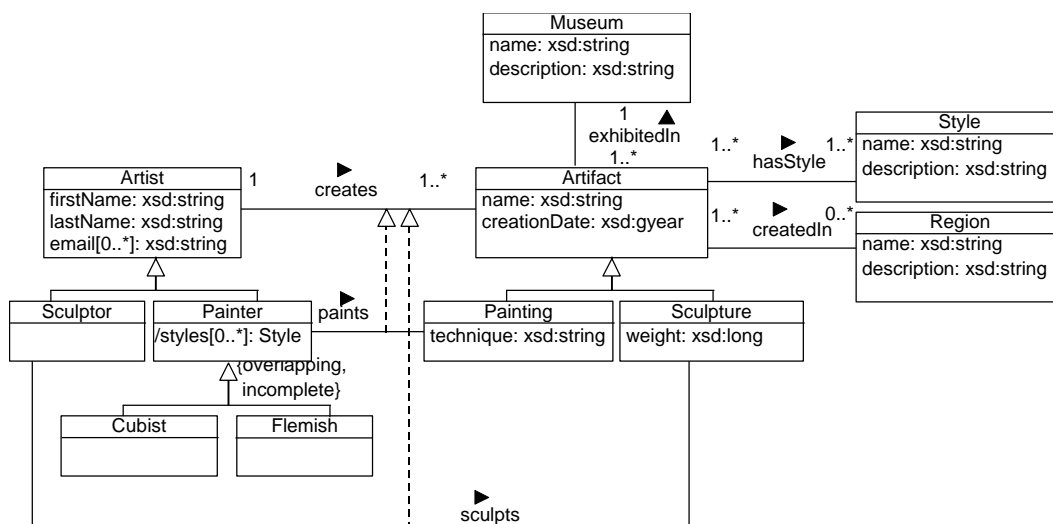 Museum
name: xsd:string
description: xsd:string
1
exhibitedIn
1..*
1..*
hasStyle
1..*
Style
name: xsd:string
description: xsd:string
Artist
firstName: xsd:string
lastName: xsd:string
email[0..*]: xsd:string
1
creates
1..*
Artifact
name: xsd:string
creationDate: xsd:gyear
1..*
createdIn
0..*
Region
name: xsd:string
description: xsd:string
Sculptor
Painter
/styles[0..*]: Style
paints
Painting
technique: xsd:string
Sculpture
weight: xsd:long
{overlapping,
incomplete}
Cubist
Flemish
sculpts